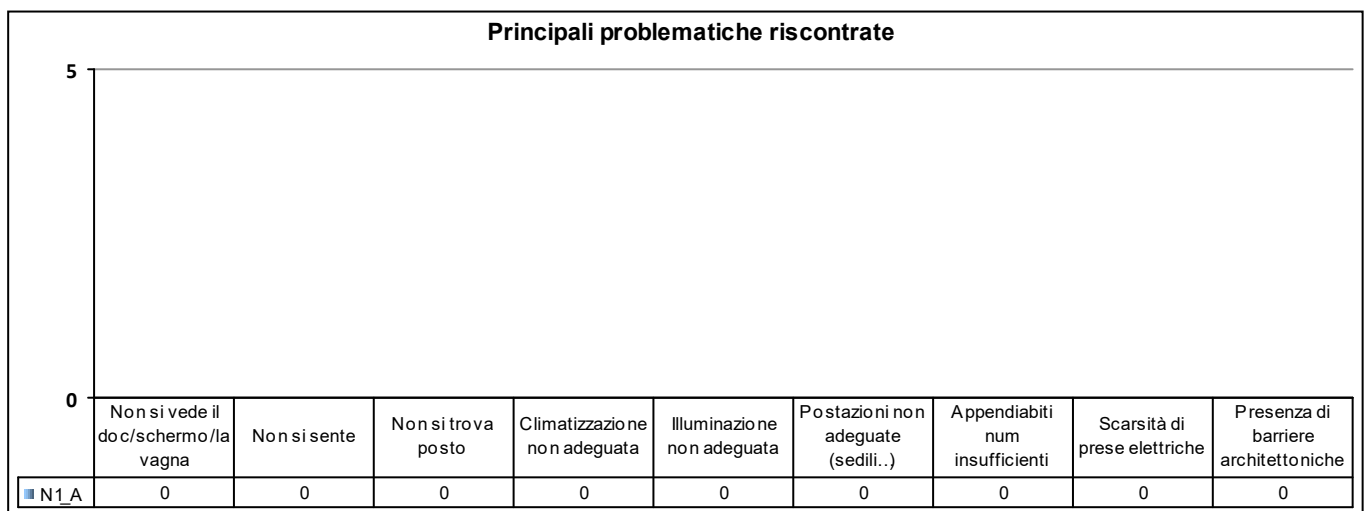 Principali problematiche riscontrate
5
0
Non si vede il doc/schermo/la vagna
Non si sente
Non si trova posto
Climatizzazione non adeguata
Illuminazione non adeguata
Postazioni non adeguate (sedili..)
Appendiabiti num insufficienti
Scarsità di prese elettriche
Presenza di barriere architettoniche
N1_A 0 0 0 0 0 0 0 0 0